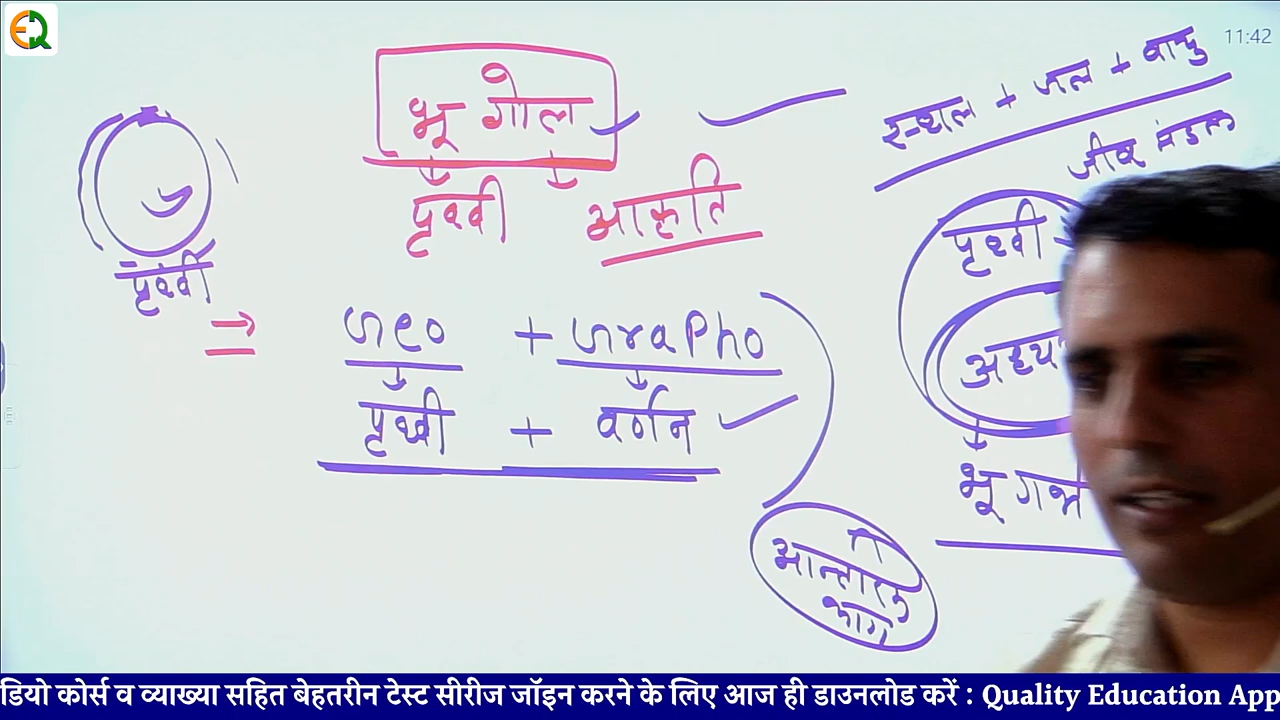 EQ
11:42
स्थल + जल + वायु
जीव मंडल
भू गोल
पृथ्वी आकृति
पृथ्वी
पृथ्वी
Geo + Grapho
पृथ्वी + वर्णन
भू गर्भ
आन्तरिक
भाग
डियो कोर्स व व्याख्या सहित बेहतरीन टेस्ट सीरीज जॉइन करने के लिए आज ही डाउनलोड करें : Quality Education App